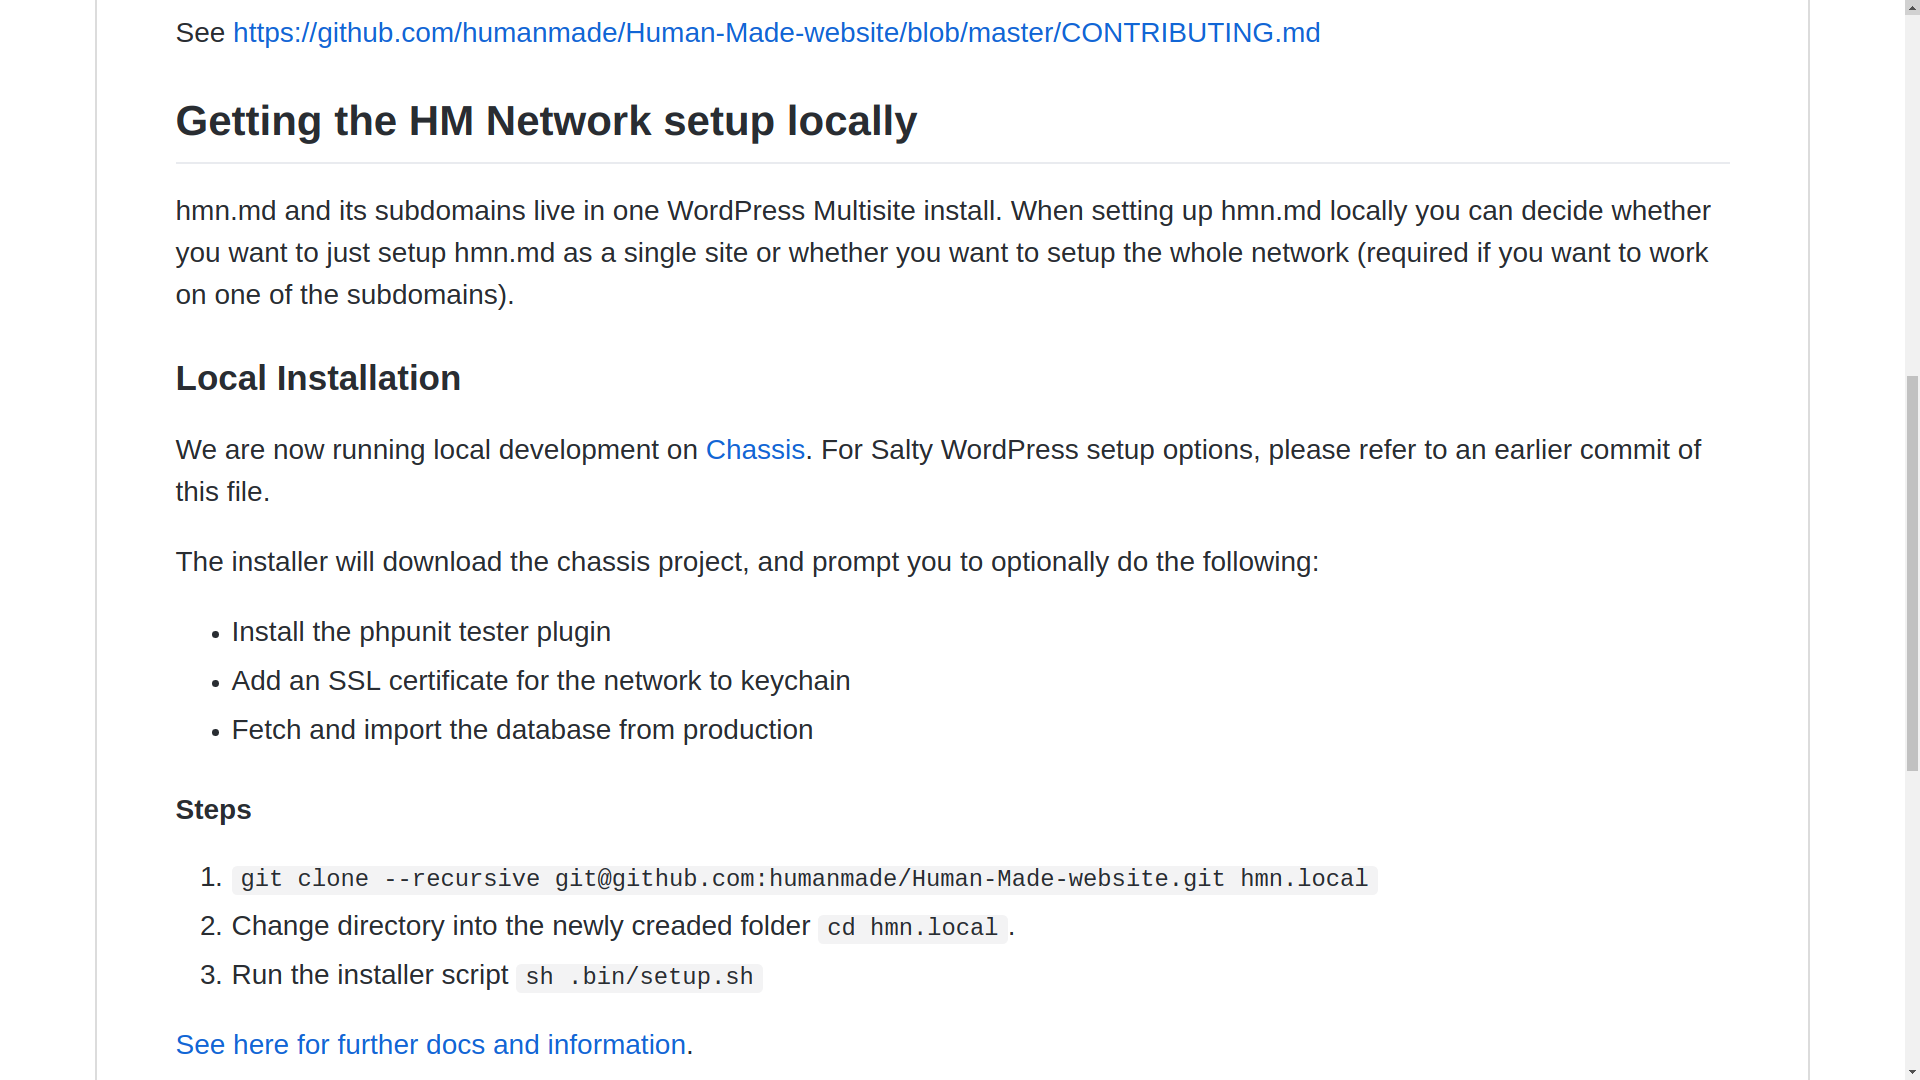 See https://github.com/humanmade/Human-Made-website/blob/master/CONTRIBUTING.md
Getting the HM Network setup locally
hmn.md and its subdomains live in one WordPress Multisite install. When setting up hmn.md locally you can decide whether
you want to just setup hmn.md as a single site or whether you want to setup the whole network (required if you want to work
on one of the subdomains).
Local Installation
We are now running local development on Chassis. For Salty WordPress setup options, please refer to an earlier commit of
this file.
The installer will download the chassis project, and prompt you to optionally do the following:
• Install the phpunit tester plugin
• Add an SSL certificate for the network to keychain
• Fetch and import the database from production
Steps
1. git clone --recursive git@github.com:humanmade/Human-Made-website.git hmn.local
2. Change directory into the newly creaded folder cd hmn.local.
3. Run the installer script sh .bin/setup.sh
See here for further docs and information.